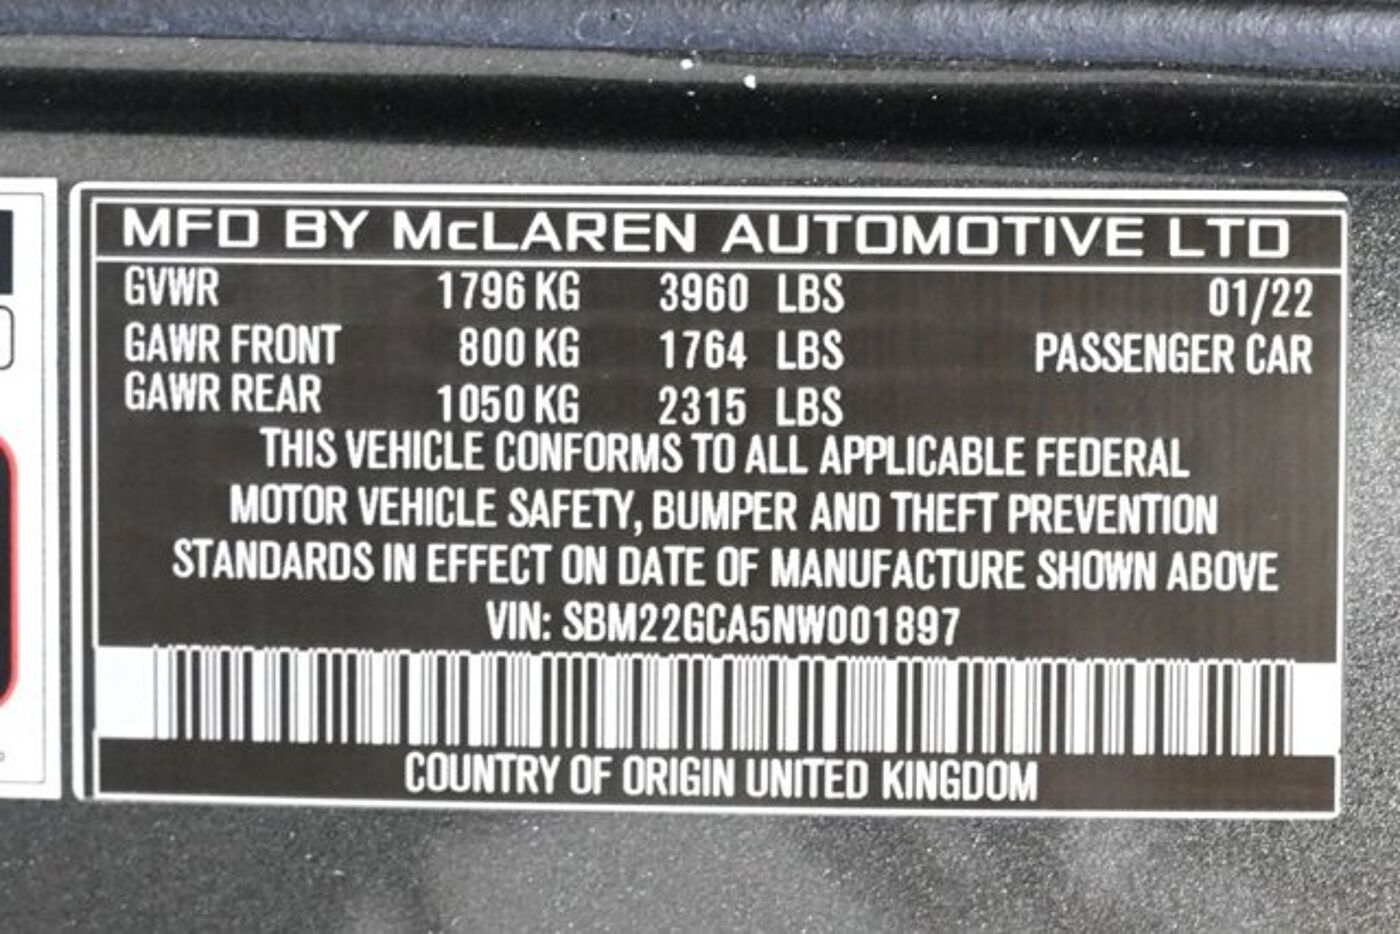 MFD BY McLAREN AUTOMOTIVE LTD
GVWR 1796 KG 3960 LBS 01/22
GAWR FRONT 800 KG 1764 LBS PASSENGER CAR
GAWR REAR 1050 KG 2315 LBS
THIS VEHICLE CONFORMS TO ALL APPLICABLE FEDERAL
MOTOR VEHICLE SAFETY, BUMPER AND THEFT PREVENTION
STANDARDS IN EFFECT ON DATE OF MANUFACTURE SHOWN ABOVE
VIN: SBM22GCA5NW001897
COUNTRY OF ORIGIN UNITED KINGDOM